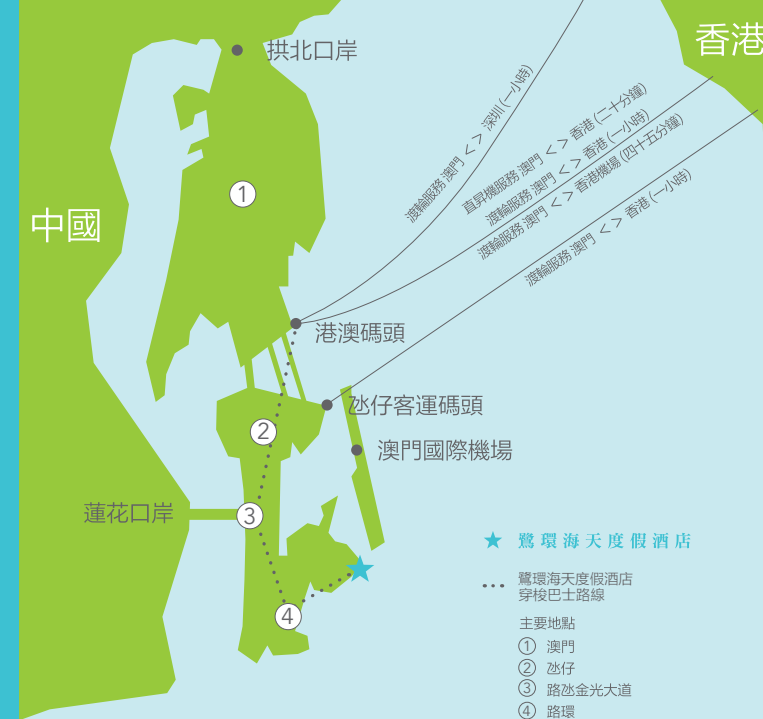 香港
拱北口岸
渡輪服務 澳門 < > 深圳 (一小時)
直昇機服務 澳門 < > 香港 (二十分鐘)
渡輪服務 澳門 < > 香港 (一小時)
渡輪服務 澳門 < > 香港機場 (四十五分鐘)
渡輪服務 澳門 < > 香港 (一小時)
1
中國
港澳碼頭
氹仔客運碼頭
2
澳門國際機場
蓮花口岸
3
4
鷺環海天度假酒店
鷺環海天度假酒店
穿梭巴士路線
主要地點
1 澳門
2 氹仔
3 路氹金光大道
4 路環